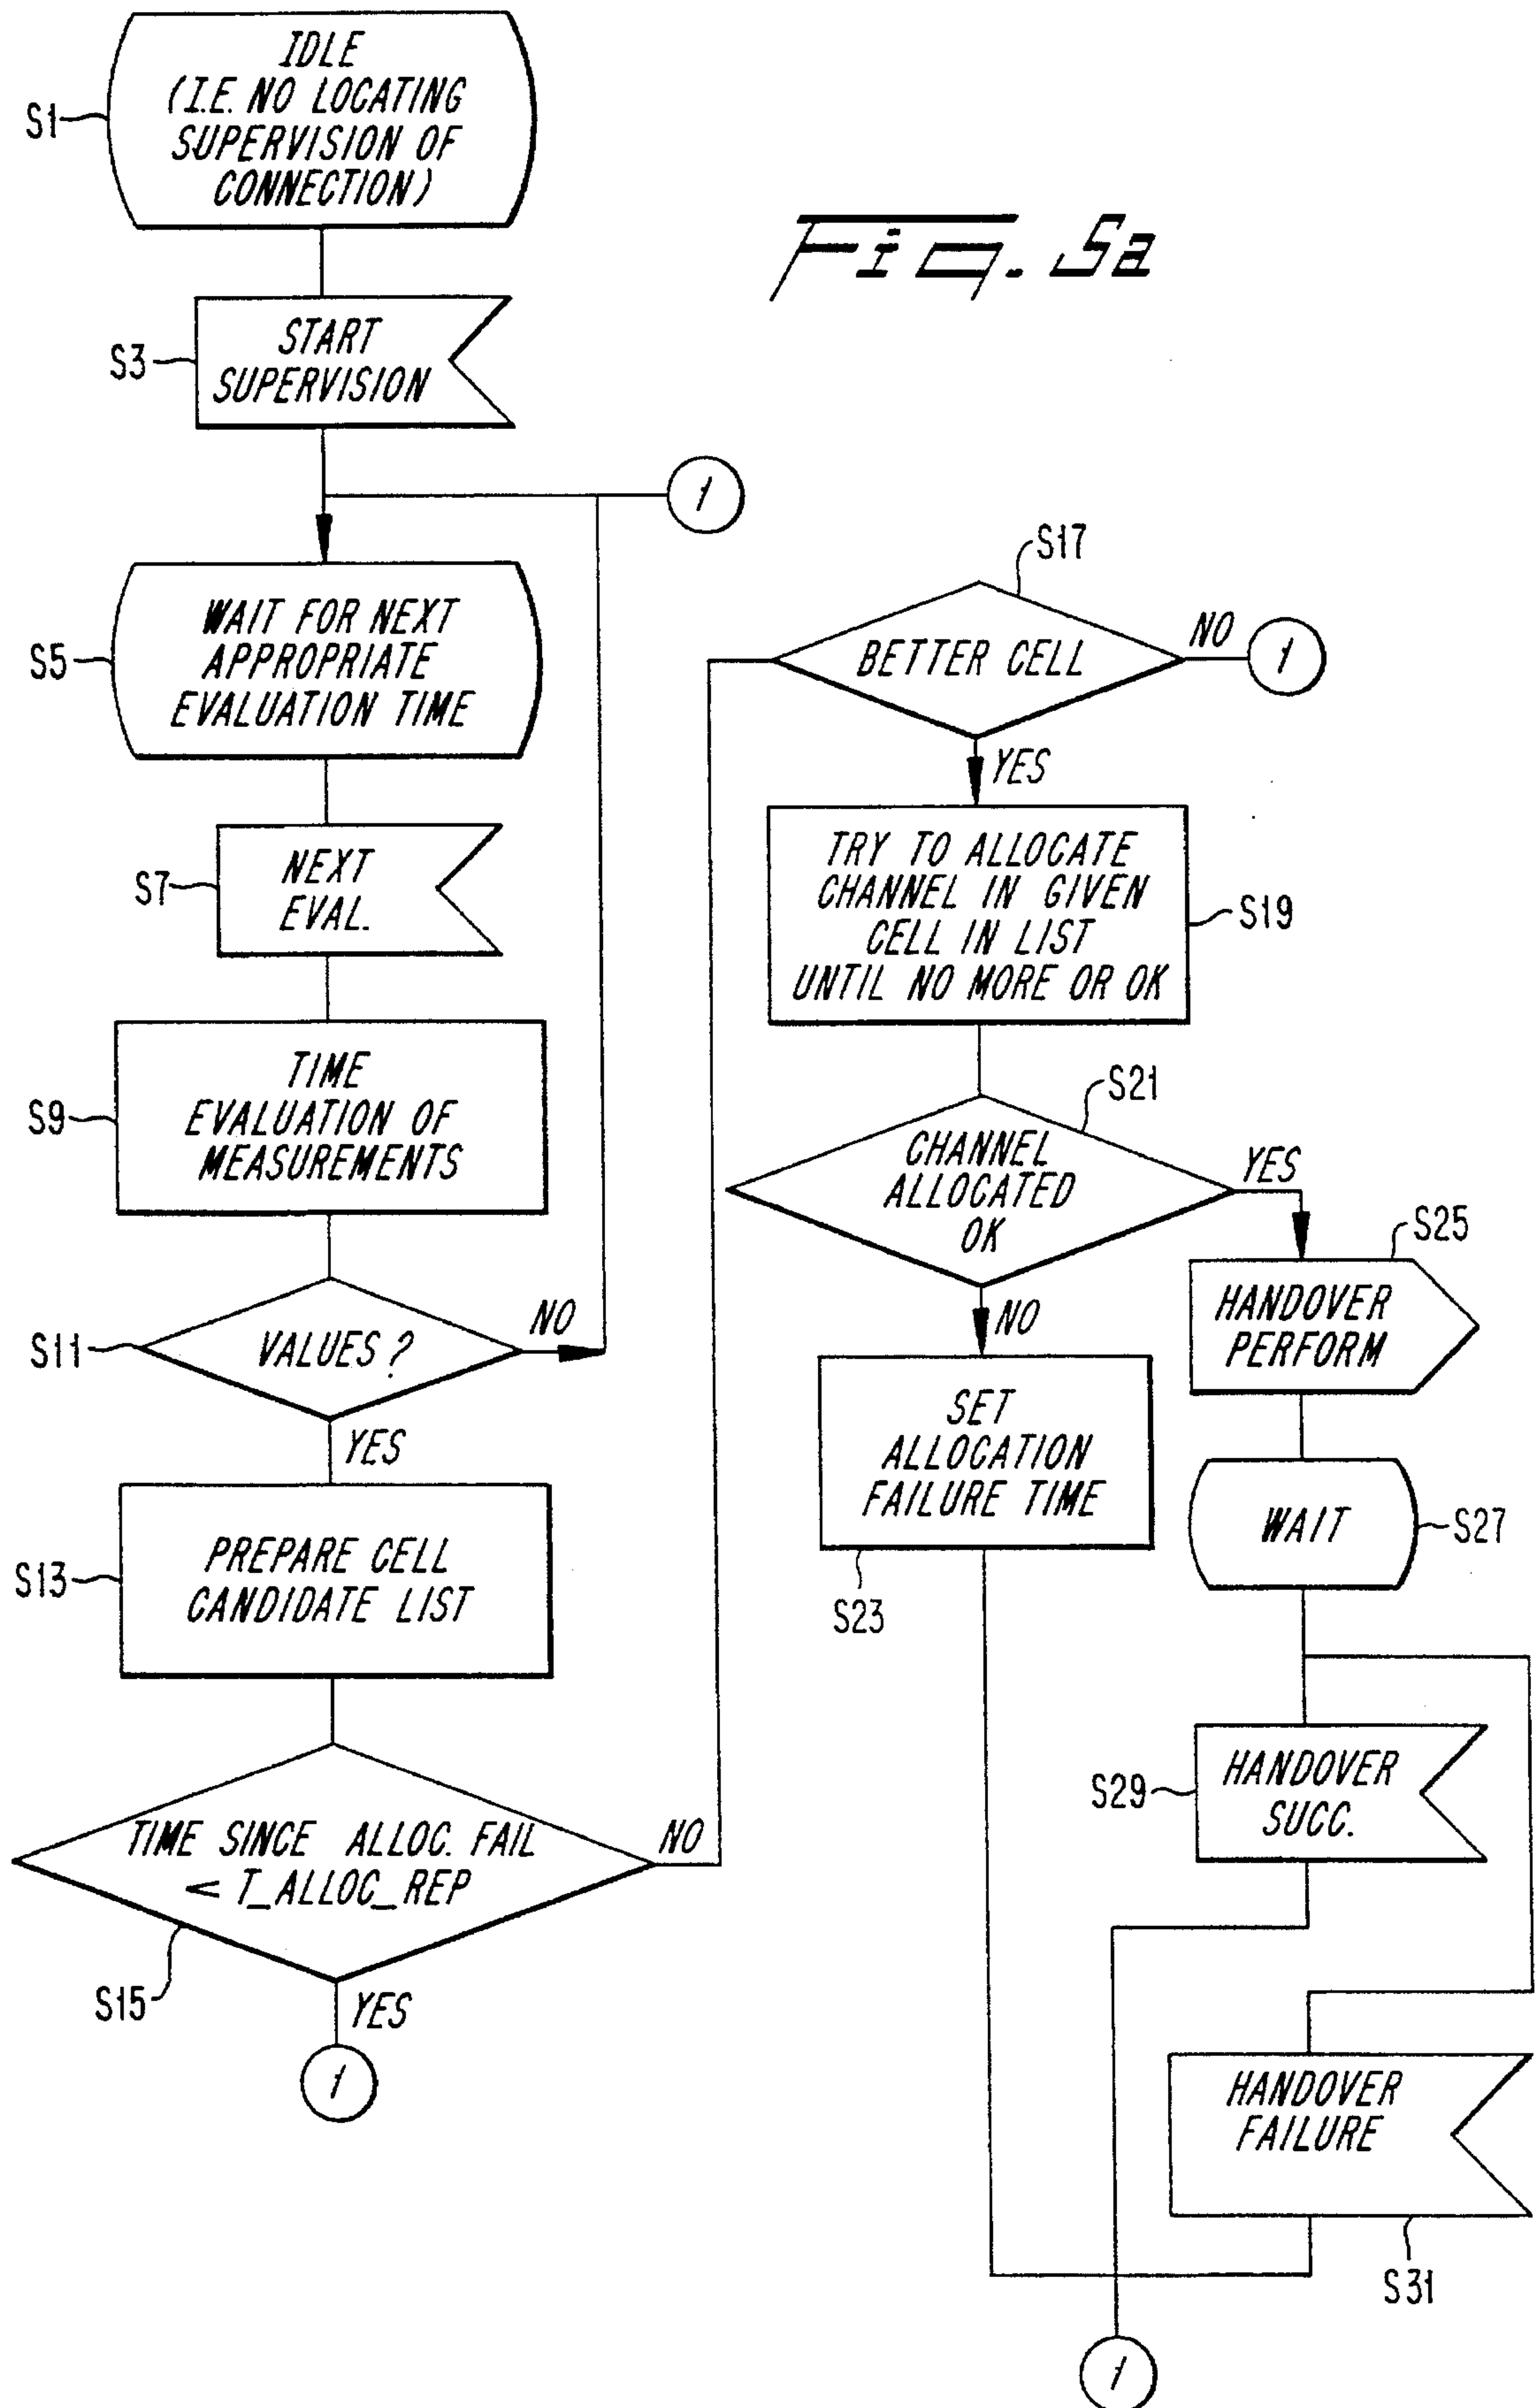 IDLE
(I.E. NO LOCATING
SUPERVISION OF
CONNECTION)
S1
Fig. 5a
START
SUPERVISION
S3
1
WAIT FOR NEXT
APPROPRIATE
EVALUATION TIME
S5
NEXT
EVAL.
S7
TIME
EVALUATION OF
MEASUREMENTS
S9
VALUES?
S11
NO
YES
PREPARE CELL
CANDIDATE LIST
S13
TIME SINCE ALLOC. FAIL
< T_ALLOC_REP
S15
NO
YES
1
S17
BETTER CELL
NO
1
YES
TRY TO ALLOCATE
CHANNEL IN GIVEN
CELL IN LIST
UNTIL NO MORE OR OK
S19
S21
CHANNEL
ALLOCATED
OK
YES
NO
SET
ALLOCATION
FAILURE TIME
S23
S25
HANDOVER
PERFORM
WAIT
S27
HANDOVER
SUCC.
S29
HANDOVER
FAILURE
S31
1